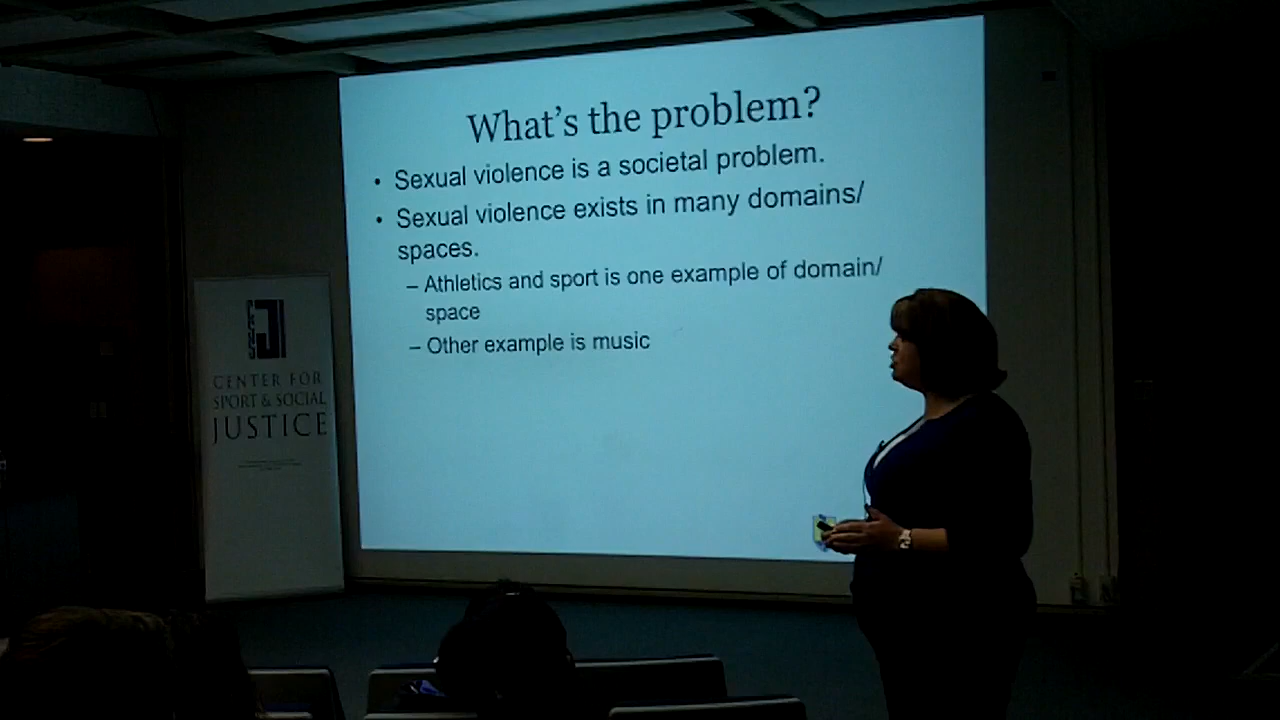 What's the problem?
• Sexual violence is a societal problem.
• Sexual violence exists in many domains/
spaces.
– Athletics and sport is one example of domain/
space
– Other example is music
CENTER FOR
SPORT & SOCIAL
JUSTICE